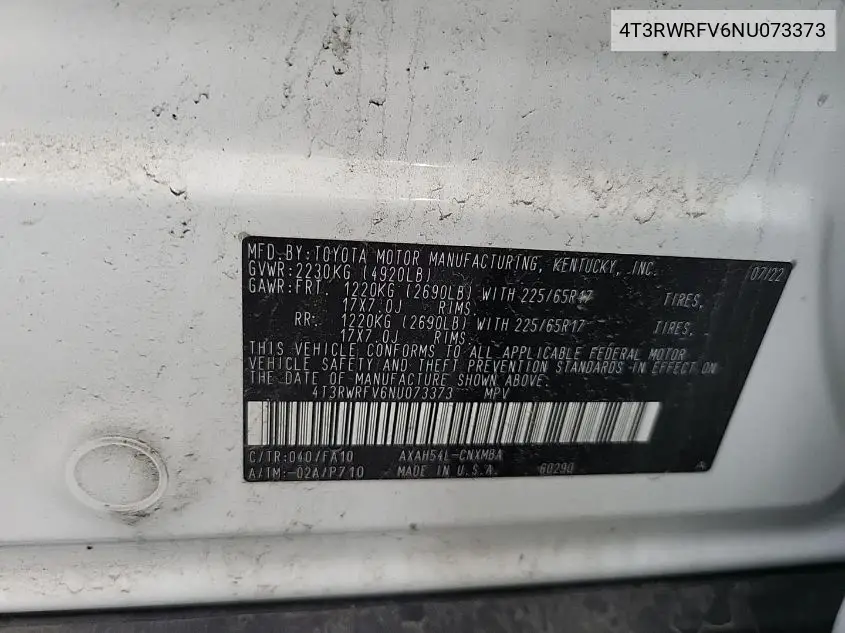 4T3RWRFV6NU073373
MFD.BY:TOYOTA MOTOR MANUFACTURING, KENTUCKY, INC. 07/22
GVWR:2230KG (4920LB)
GAWR:FRT. 1220KG (2690LB) WITH 225/65R17 TIRES,
17X7.0J RIMS.
RR: 1220KG (2690LB) WITH 225/65R17 TIRES,
17X7.0J RIMS.
THIS VEHICLE CONFORMS TO ALL APPLICABLE FEDERAL MOTOR
VEHICLE SAFETY AND THEFT PREVENTION STANDARDS IN EFFECT ON
THE DATE OF MANUFACTURE SHOWN ABOVE.
4T3RWRFV6NU073373 MPV
C/TR:040/FA10 AXAH54L-CNXMBA
A/TM:-02A/P710 MADE IN U.S.A. 60290 A